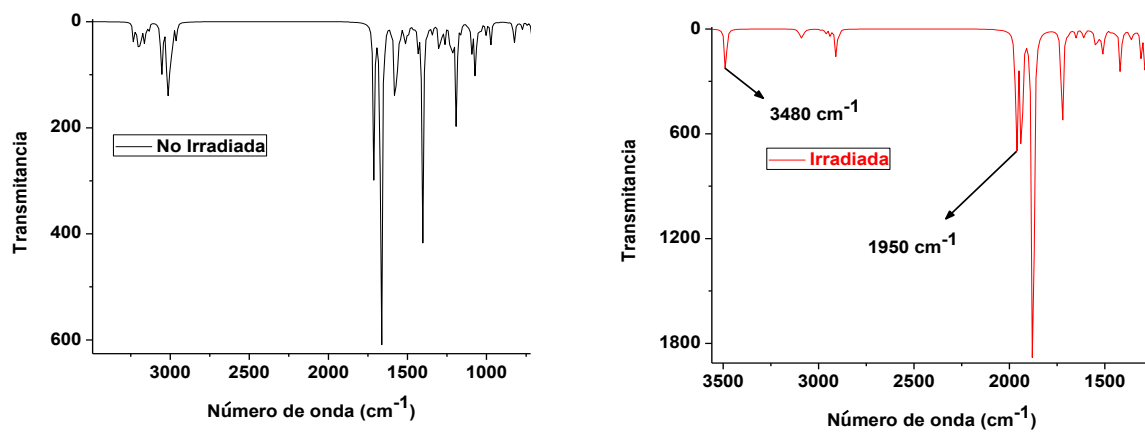 0
200
400
600
Transmitancia
No Irradiada
3000 2500 2000 1500 1000
Número de onda (cm-1)
0
600
1200
1800
Transmitancia
3480 cm-1
Irradiada
1950 cm-1
3500 3000 2500 2000 1500
Número de onda (cm-1)